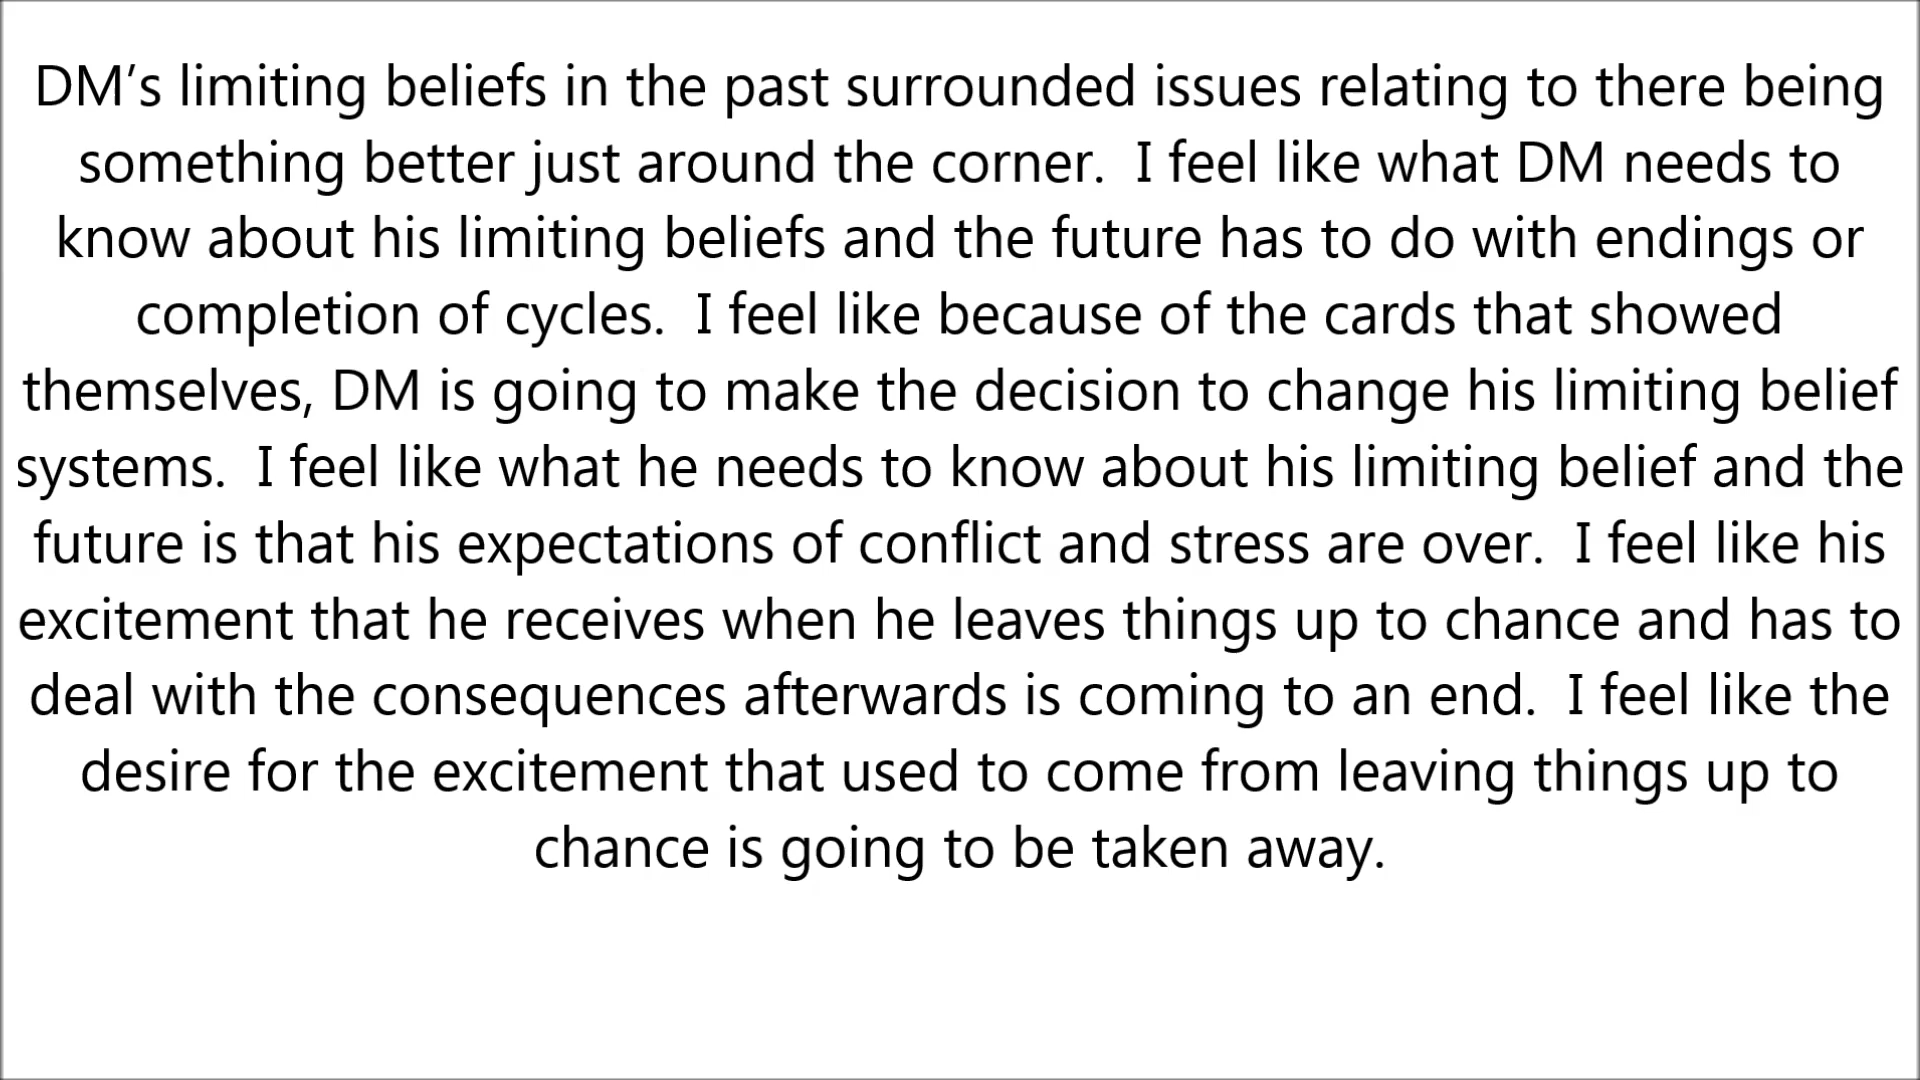 DM’s limiting beliefs in the past surrounded issues relating to there being
something better just around the corner.  I feel like what DM needs to
know about his limiting beliefs and the future has to do with endings or
completion of cycles.  I feel like because of the cards that showed
themselves, DM is going to make the decision to change his limiting belief
systems.  I feel like what he needs to know about his limiting belief and the
future is that his expectations of conflict and stress are over.  I feel like his
excitement that he receives when he leaves things up to chance and has to
deal with the consequences afterwards is coming to an end.  I feel like the
desire for the excitement that used to come from leaving things up to
chance is going to be taken away.